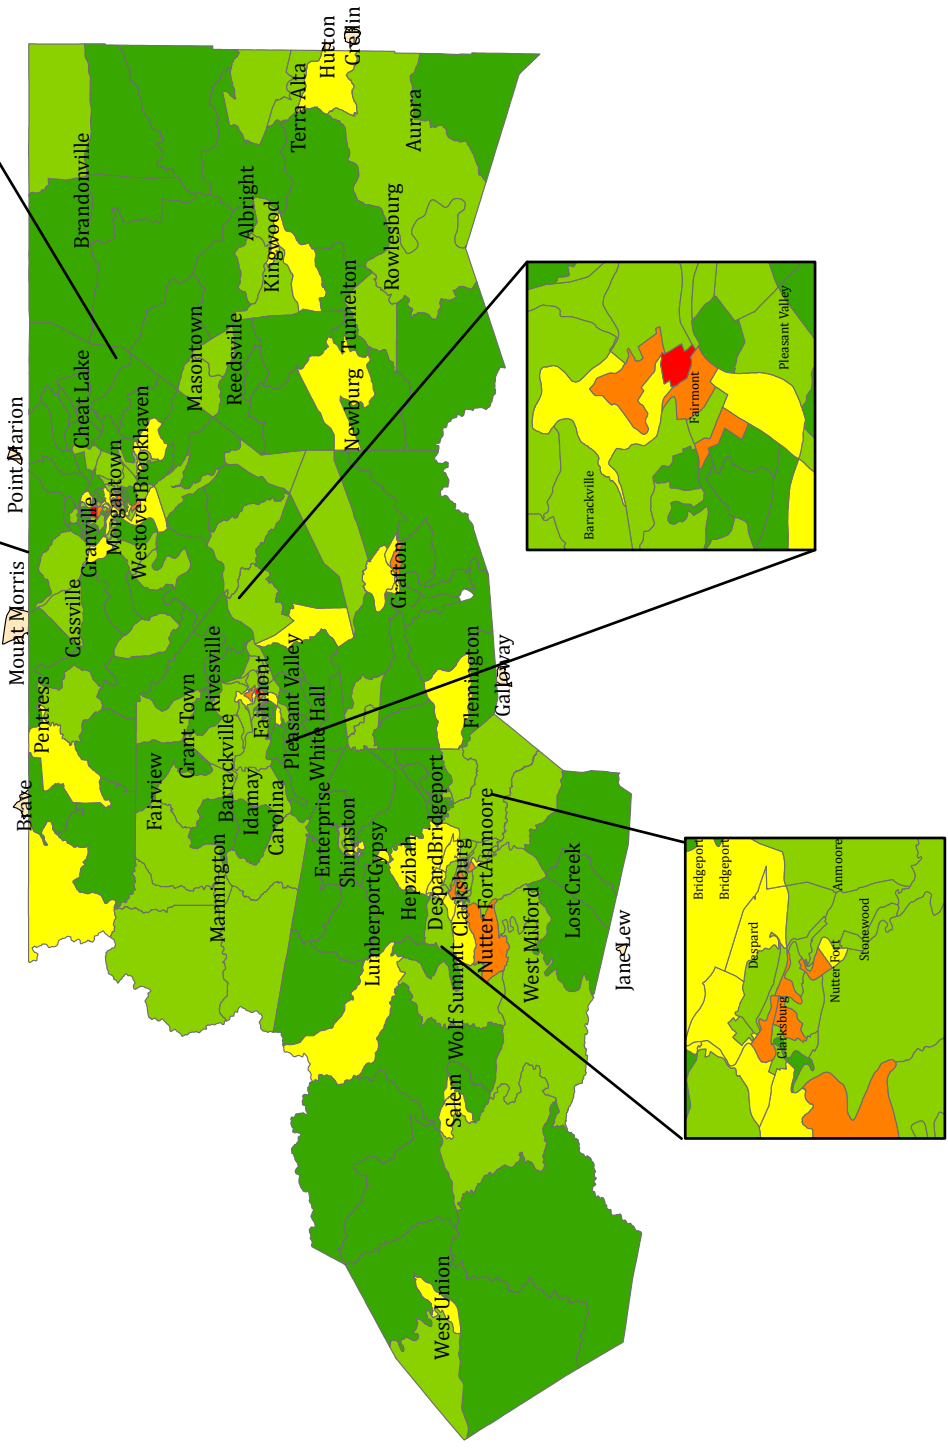 Point Marion
Mount Morris
Brave
Pentress
Cassville
Granville
Morgantown
Westover
Brookhaven
Cheat Lake
Brandonville
Masontown
Reedsville
Albright
Kingwood
Terra Alta
Hutton
Crellin
Aurora
Rowlesburg
Tunnelton
Newburg
Grafton
Fairview
Grant Town
Rivesville
Barrackville
Fairmont
Idamay
Carolina
Pleasant Valley
White Hall
Mannington
Enterprise
Shinnston
Gypsy
Lumberport
Hepzibah
Despard
Bridgeport
Clarksburg
Anmoore
Nutter Fort
Wolf Summit
Salem
West Milford
Lost Creek
Jane Lew
Flemington
Galloway
West Union
Barrackville
Fairmont
Pleasant Valley
Bridgeport
Bridgeport
Despard
Anmoore
Stonewood
Nutter Fort
Clarksburg